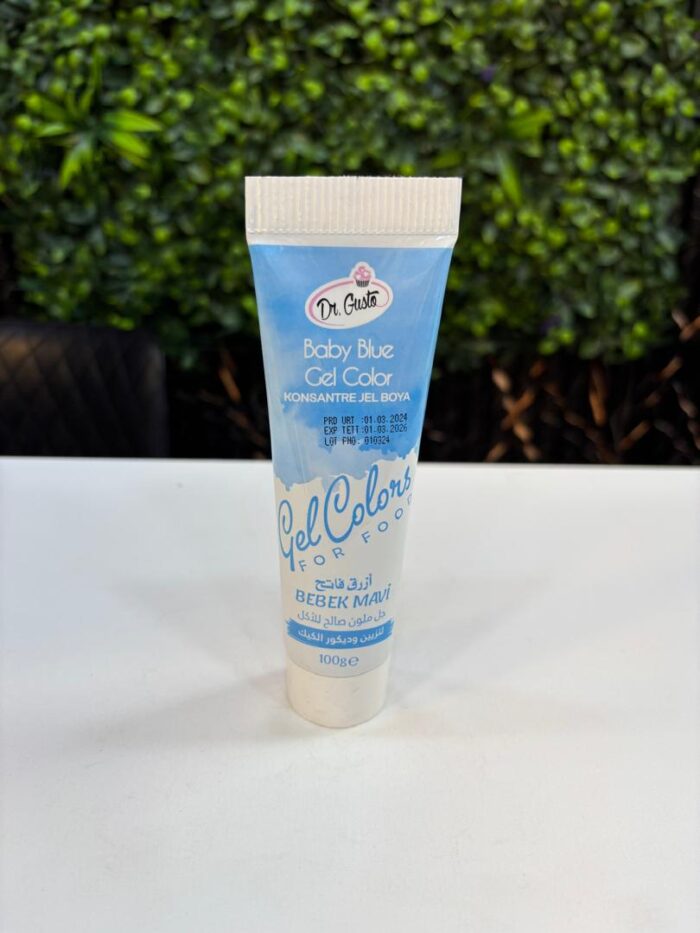 Dr. Gusto
Baby Blue
Gel Color
KONSANTRE JEL BOYA
PRD URT :01.03.2024
EXP TETT :01.03.2026
LOT PNO: 010324
Gel Colors
FOR FOOD
أزرق فاتح
BEBEK MAVİ
جل ملون صالح للأكل
لتزيين وديكور الكيك
100g℮